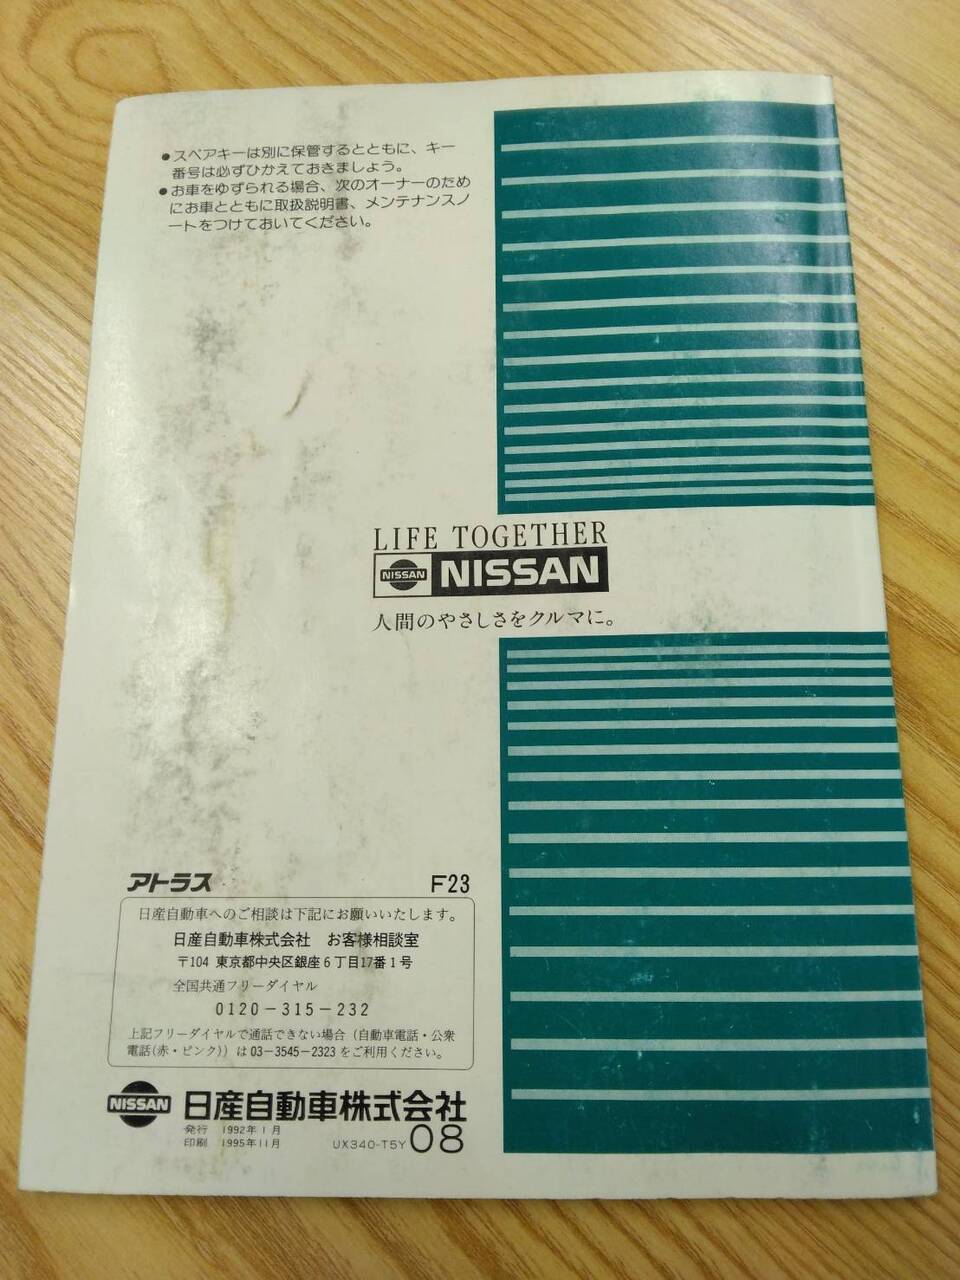 ●スペアキーは別に保管するとともに、キー
番号は必ずひかえておきましょう。
●お車をゆずられる場合、次のオーナーのため
にお車とともに取扱説明書、メンテナンスノ
ートをつけておいてください。
LIFE TOGETHER
NISSAN NISSAN
人間のやさしさをクルマに。
アトラス F23
日産自動車へのご相談は下記にお願いいたします。
日産自動車株式会社 お客様相談室
〒104 東京都中央区銀座6丁目17番1号
全国共通フリーダイヤル
0120-315-232
上記フリーダイヤルで通話できない場合(自動車電話・公衆
電話(赤・ピンク))は03-3545-2323をご利用ください。
NISSAN 日産自動車株式会社
発行 1992年1月
印刷 1995年11月 UX340-T5Y 08